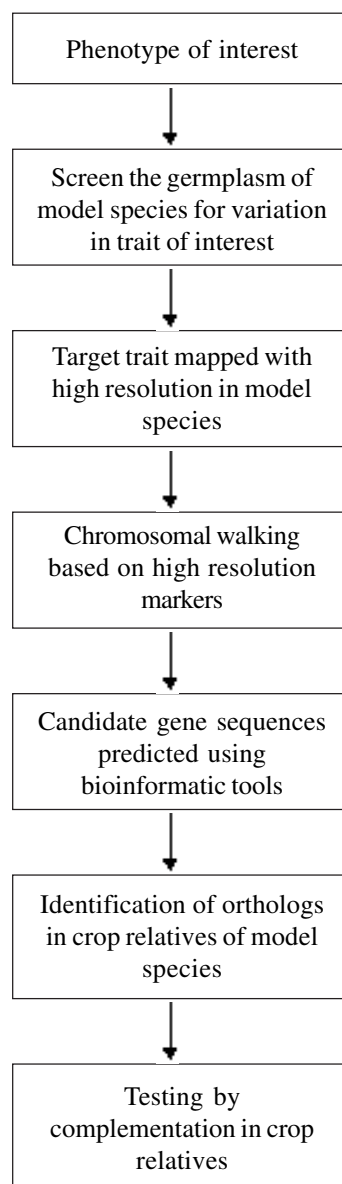 Phenotype of interest
Screen the germplasm of
model species for variation
in trait of interest
Target trait mapped with
high resolution in model
species
Chromosomal walking
based on high resolution
markers
Candidate gene sequences
predicted using
bioinformatic tools
Identification of orthologs
in crop relatives of model
species
Testing by
complementation in crop
relatives